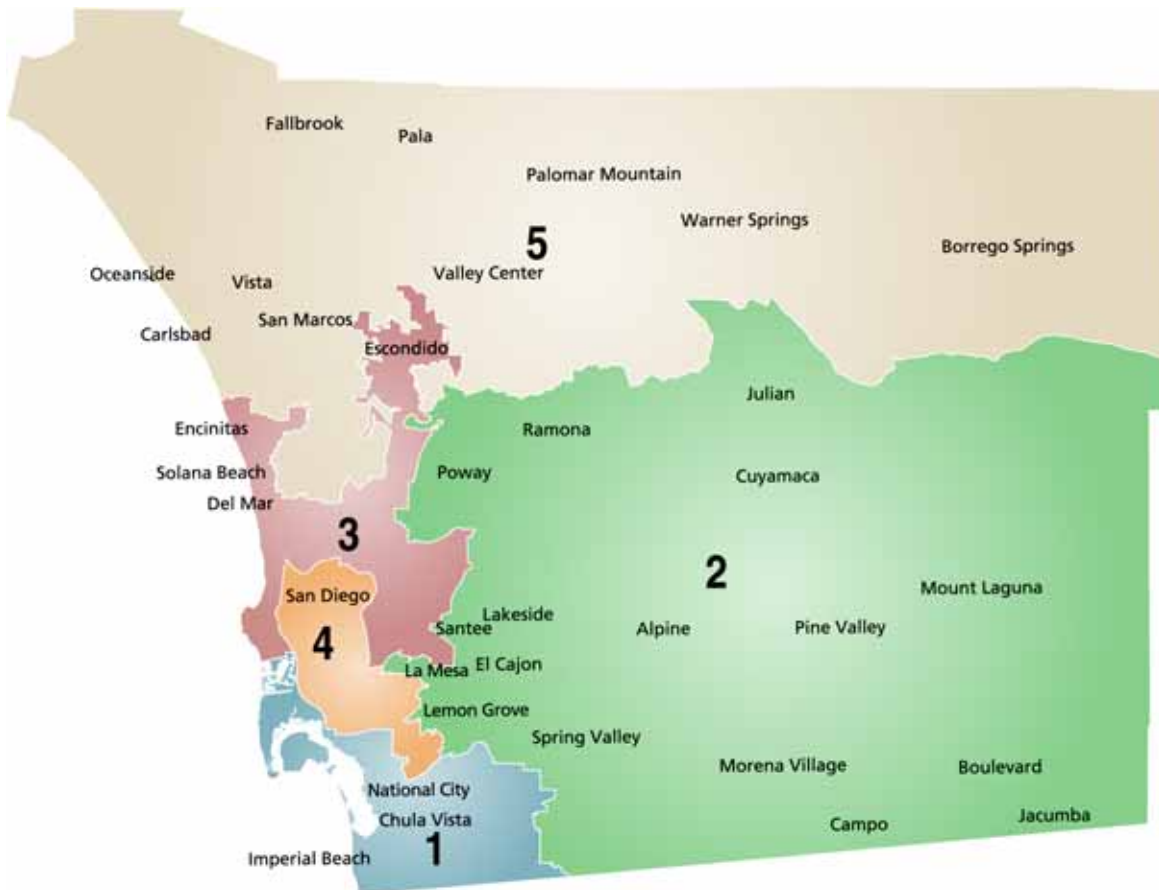 Fallbrook
Pala
Palomar Mountain
Warner Springs
5
Borrego Springs
Valley Center
Oceanside
Vista
San Marcos
Carlsbad
Escondido
Julian
Encinitas
Ramona
Solana Beach
Poway
Cuyamaca
Del Mar
3
2
Mount Laguna
San Diego
Lakeside
Santee
Alpine
Pine Valley
4
La Mesa
El Cajon
Lemon Grove
Spring Valley
Morena Village
Boulevard
National City
Chula Vista
Jacumba
Campo
1
Imperial Beach